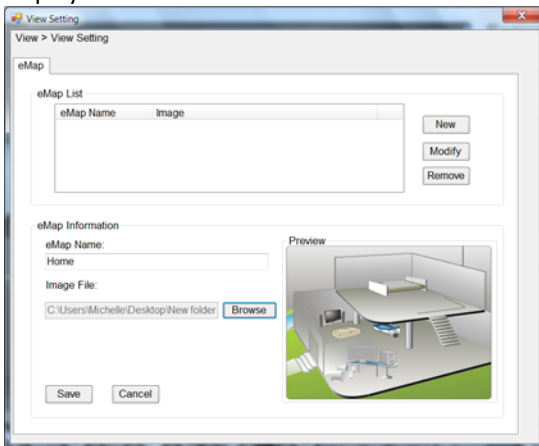 View Setting
View > View Setting
eMap
eMap List
eMap Name Image
New
Modify
Remove
eMap Information
eMap Name:
Preview
Home
Image File:
C:\Users\Michelle\Desktop\New folder Browse
Save Cancel